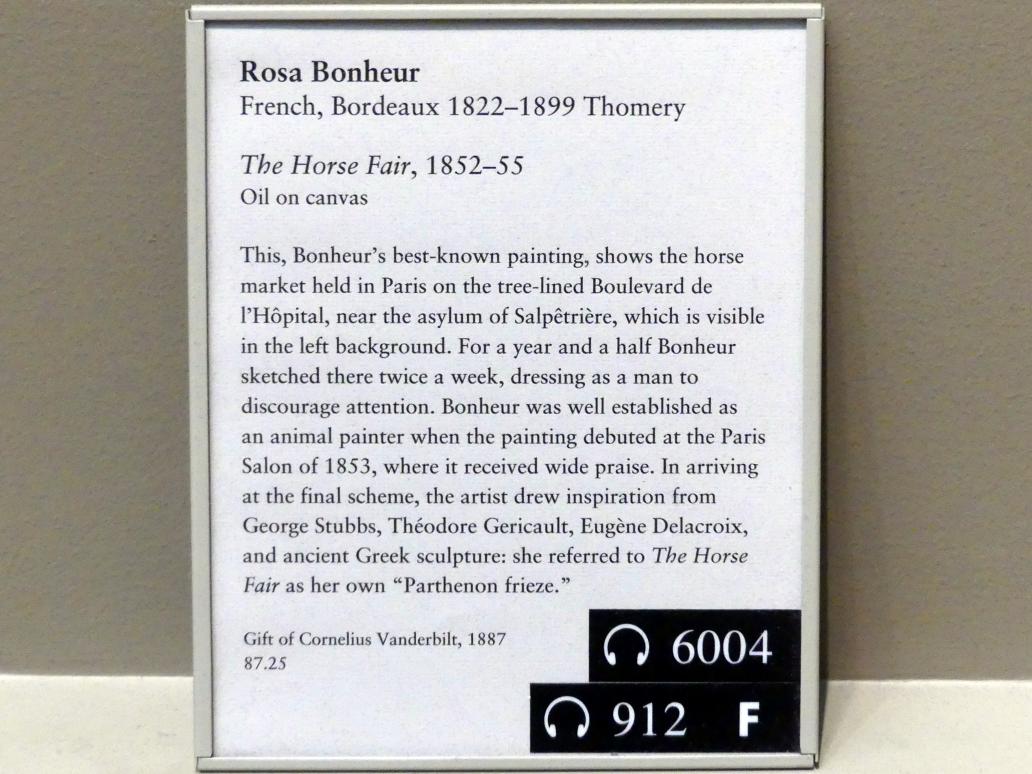 Rosa Bonheur
French, Bordeaux 1822–1899 Thomery
The Horse Fair, 1852–55
Oil on canvas
This, Bonheur’s best-known painting, shows the horse
market held in Paris on the tree-lined Boulevard de
l’Hôpital, near the asylum of Salpêtrière, which is visible
in the left background. For a year and a half Bonheur
sketched there twice a week, dressing as a man to
discourage attention. Bonheur was well established as
an animal painter when the painting debuted at the Paris
Salon of 1853, where it received wide praise. In arriving
at the final scheme, the artist drew inspiration from
George Stubbs, Théodore Gericault, Eugène Delacroix,
and ancient Greek sculpture: she referred to The Horse
Fair as her own “Parthenon frieze.”
Gift of Cornelius Vanderbilt, 1887
87.25
6004
912 F